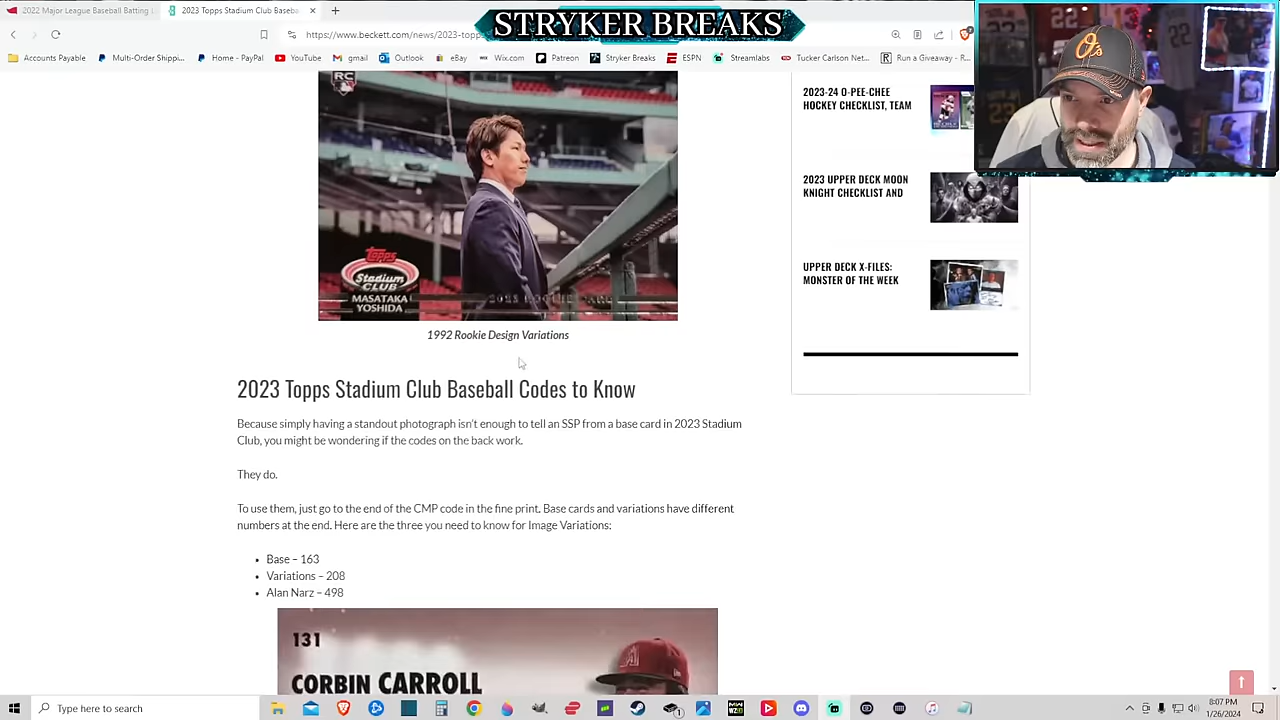 2022 Major League Baseball Batting L
2023 Topps Stadium Club Baseba
STRYKER BREAKS
https://www.beckett.com/news/2023-topps
Accounts Payable
Multi-Order Shippi...
Home – PayPal
YouTube
gmail
Outlook
eBay
Wix.com
Patreon
Stryker Breaks
ESPN
Streamlabs
Tucker Carlson Net...
Run a Giveaway - R...
RC
Topps
Stadium
CLUB
MASATAKA
YOSHIDA
1992 Rookie Design Variations
2023-24 O-PEE-CHEE
HOCKEY CHECKLIST, TEAM
2023 UPPER DECK MOON
KNIGHT CHECKLIST AND
UPPER DECK X-FILES:
MONSTER OF THE WEEK
2023 Topps Stadium Club Baseball Codes to Know
Because simply having a standout photograph isn't enough to tell an SSP from a base card in 2023 Stadium
Club, you might be wondering if the codes on the back work.
They do.
To use them, just go to the end of the CMP code in the fine print. Base cards and variations have different
numbers at the end. Here are the three you need to know for Image Variations:
• Base – 163
• Variations – 208
• Alan Narz – 498
131
CORBIN CARROLL
Type here to search
8:07 PM
1/26/2024